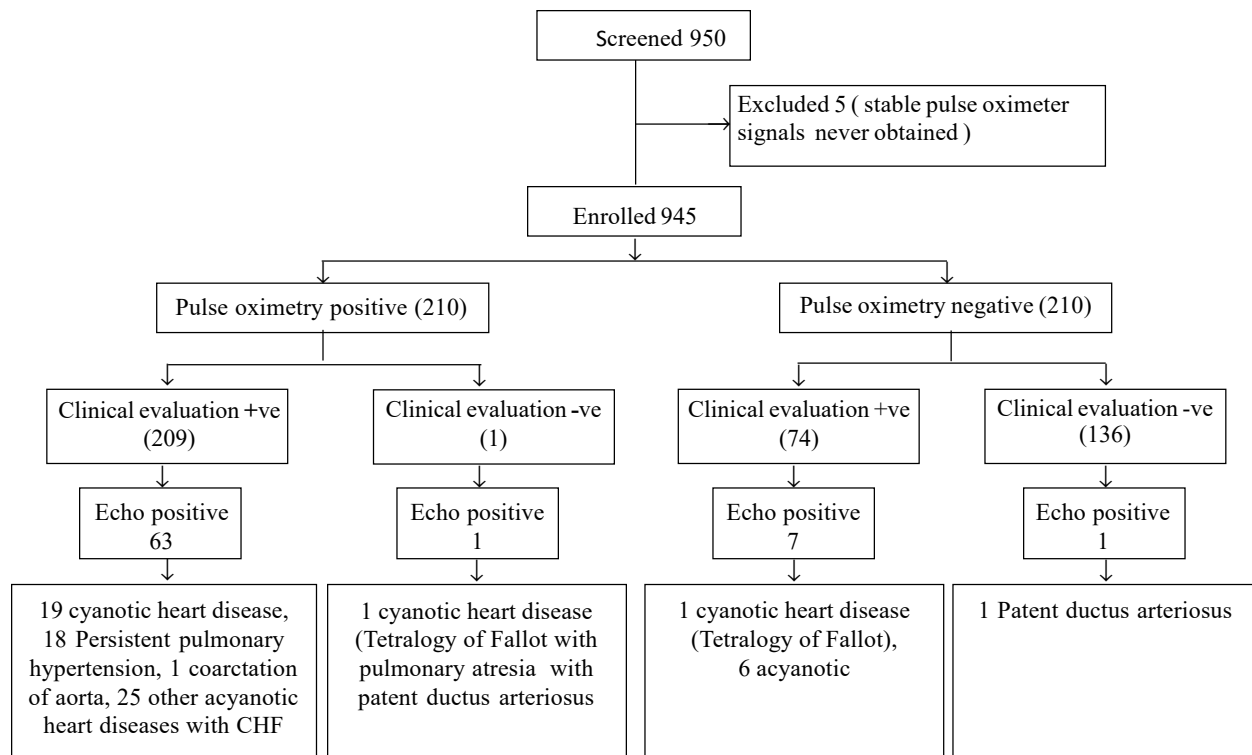 Screened 950
Excluded 5 ( stable pulse oximeter
signals never obtained )
Enrolled 945
Pulse oximetry positive (210)
Pulse oximetry negative (210)
Clinical evaluation +ve
(209)
Clinical evaluation -ve
(1)
Clinical evaluation +ve
(74)
Clinical evaluation -ve
(136)
Echo positive
63
Echo positive
1
Echo positive
7
Echo positive
1
19 cyanotic heart disease,
18 Persistent pulmonary
hypertension, 1 coarctation
of aorta, 25 other acyanotic
heart diseases with CHF
1 cyanotic heart disease
(Tetralogy of Fallot with
pulmonary atresia with
patent ductus arteriosus
1 cyanotic heart disease
(Tetralogy of Fallot),
6 acyanotic
1 Patent ductus arteriosus